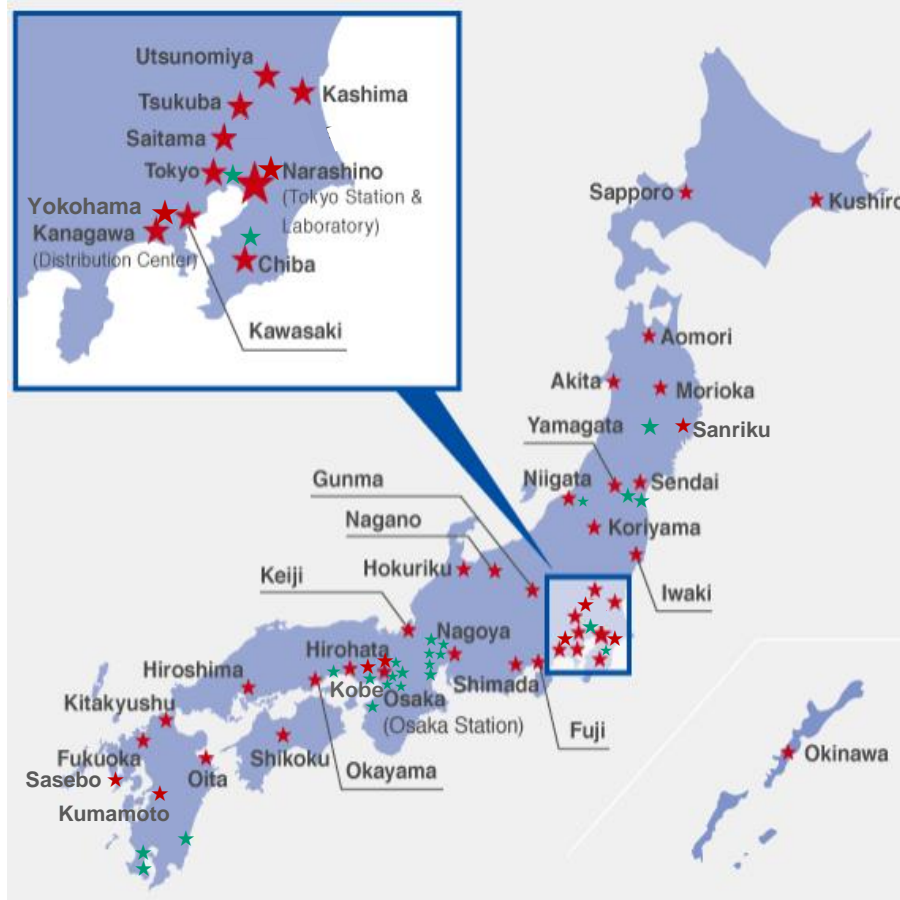 Utsunomiya
Kashima
Tsukuba
Saitama
Tokyo
Narashino
(Tokyo Station &
Laboratory)
Yokohama
Kanagawa
(Distribution Center)
Chiba
Kawasaki
Sapporo
Kushiro
Aomori
Akita
Morioka
Yamagata
Sanriku
Gunma
Niigata
Sendai
Nagano
Koriyama
Hokuriku
Keiji
Iwaki
Nagoya
Hirohata
Hiroshima
Kobe
Shimada
Osaka
(Osaka Station)
Kitakyushu
Fuji
Fukuoka
Shikoku
Okayama
Okinawa
Sasebo
Oita
Kumamoto